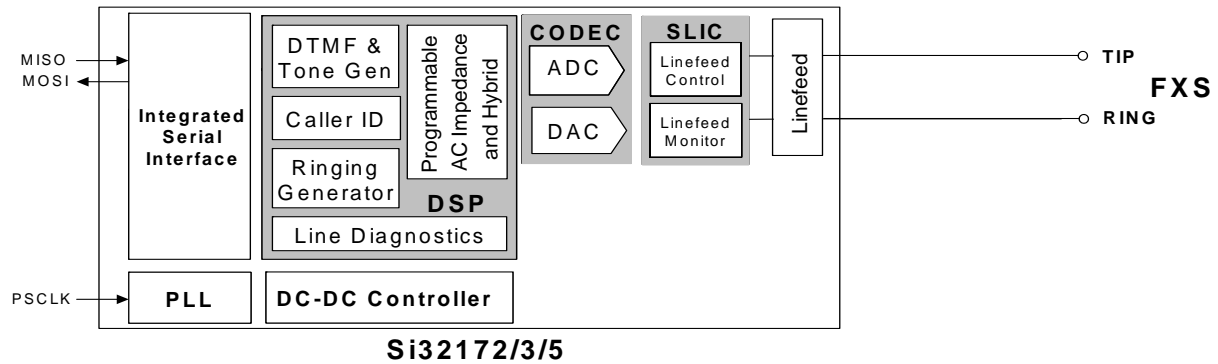 MISO
MOSI
Integrated
Serial
Interface
DTMF &
Tone Gen
Caller ID
Ringing
Generator
Programmable
AC Impedance
and Hybrid
DSP
Line Diagnostics
CODEC
ADC
DAC
SLIC
Linefeed
Control
Linefeed
Monitor
Linefeed
TIP
FXS
RING
PSCLK
PLL
DC-DC Controller
Si32172/3/5